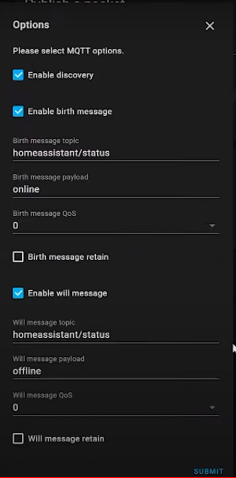 Options
Please select MQTT options.
Enable discovery
Enable birth message
Birth message topic
homeassistant/status
Birth message payload
online
Birth message QoS
0
Birth message retain
Enable will message
Will message topic
homeassistant/status
Will message payload
offline
Will message QoS
0
Will message retain
SUBMIT